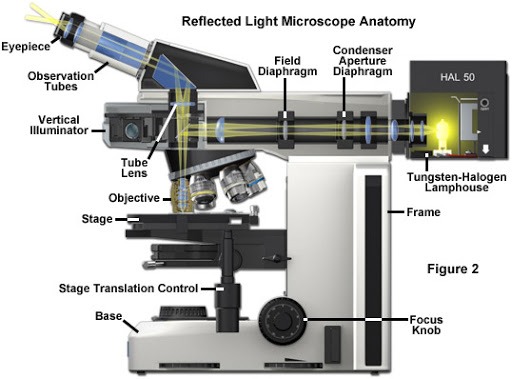 Reflected Light Microscope Anatomy
Eyepiece
Observation
Tubes
Field
Diaphragm
Condenser
Aperture
Diaphragm
HAL 50
Vertical
Illuminator
Tube
Lens
Tungsten-Halogen
Lamphouse
Objective
Stage
Frame
Figure 2
Stage Translation Control
Base
Focus
Knob